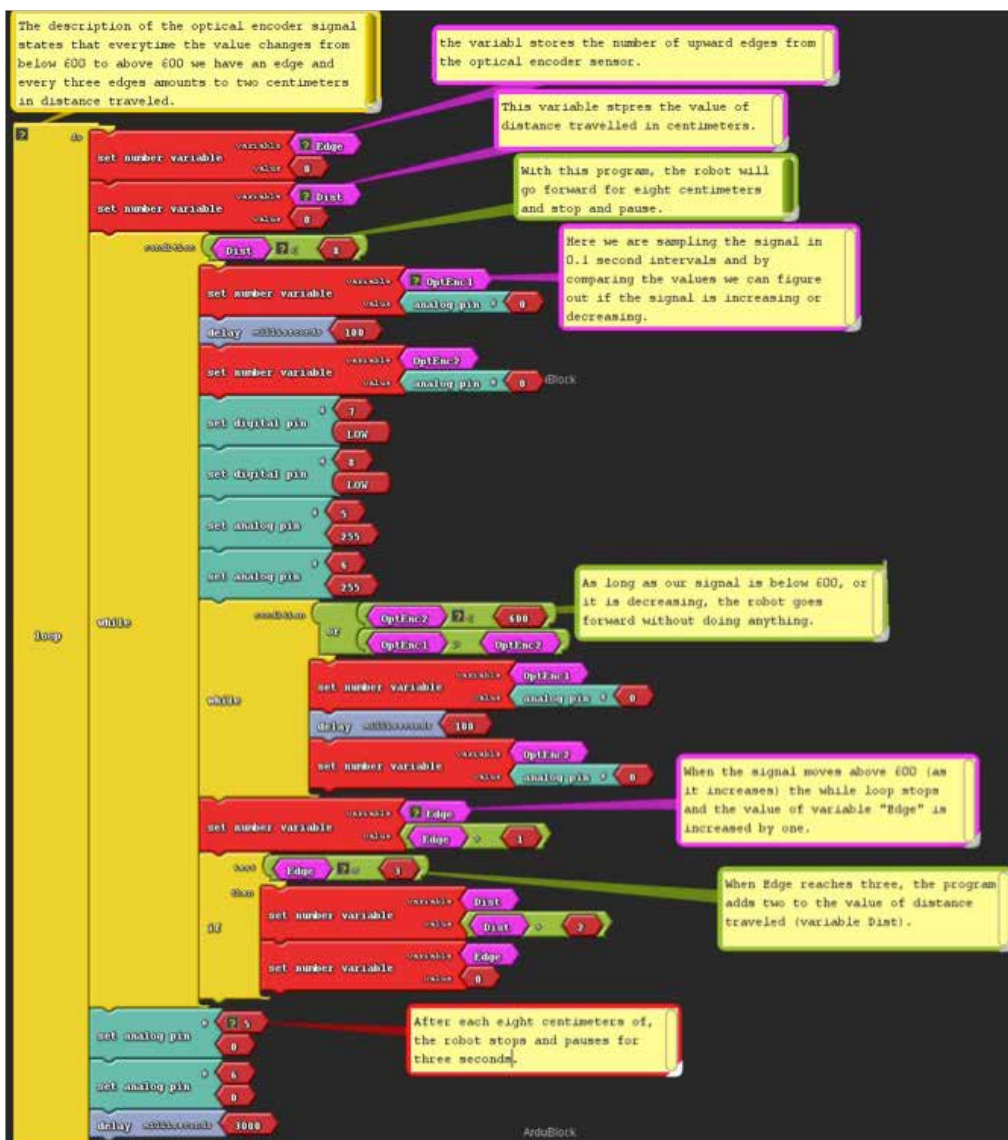 The description of the optical encoder signal
states that everytime the value changes from
below 600 to above 600 we have an edge and
every three edges amounts to two centimeters
in distance traveled.
the variabl stores the number of upward edges from
the optical encoder sensor.
This variable stpres the value of
distance travelled in centimeters.
With this program, the robot will
go forward for eight centimeters
and stop and pause.
Here we are sampling the signal in
0.1 second intervals and by
comparing the values we can figure
out if the signal is increasing or
decreasing.
loop
do
set number variable
variable ? Edge
value 0
set number variable
variable ? Dist
value 0
while
condition Dist ? < 8
set number variable
variable ? OptEnc1
value analog pin # 0
delay milliseconds 100
set number variable
variable OptEnc2
value analog pin # 0
iBlock
set digital pin # 7
LOW
set digital pin # 8
LOW
set analog pin # 5
255
set analog pin # 6
255
As long as our signal is below 600, or
it is decreasing, the robot goes
forward without doing anything.
while
condition
or
OptEnc2 ? < 600
OptEnc1 > OptEnc2
set number variable
variable OptEnc1
value analog pin # 0
delay milliseconds 100
set number variable
variable OptEnc2
value analog pin # 0
When the signal moves above 600 (as
it increases) the while loop stops
and the value of variable "Edge" is
increased by one.
set number variable
variable ? Edge
value Edge + 1
if
test Edge ? = 3
then
set number variable
variable Dist
value Dist + 2
set number variable
variable Edge
value 0
When Edge reaches three, the program
adds two to the value of distance
traveled (variable Dist).
set analog pin # ? 5
0
set analog pin # 6
0
delay milliseconds 3000
After each eight centimeters of,
the robot stops and pauses for
three seconds.
ArduBlock